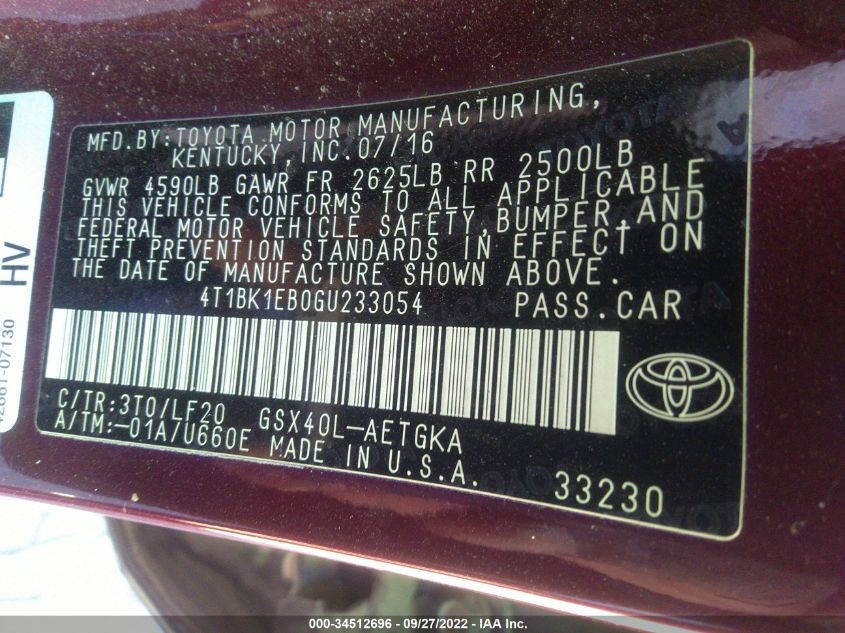 MFD.BY:TOYOTA MOTOR MANUFACTURING,
KENTUCKY,INC.07/16
GVWR 4590LB GAWR FR 2625LB RR 2500LB
THIS VEHICLE CONFORMS TO ALL APPLICABLE
FEDERAL MOTOR VEHICLE SAFETY,BUMPER,AND
THEFT PREVENTION STANDARDS IN EFFECT ON
THE DATE OF MANUFACTURE SHOWN ABOVE.
4T1BK1EB0GU233054 PASS.CAR
C/TR:3T0/LF20 GSX40L-AETGKA
A/TM:-01A/U660E MADE IN U.S.A.
33230
HV
000-34512696 - 09/27/2022 - IAAI Inc.